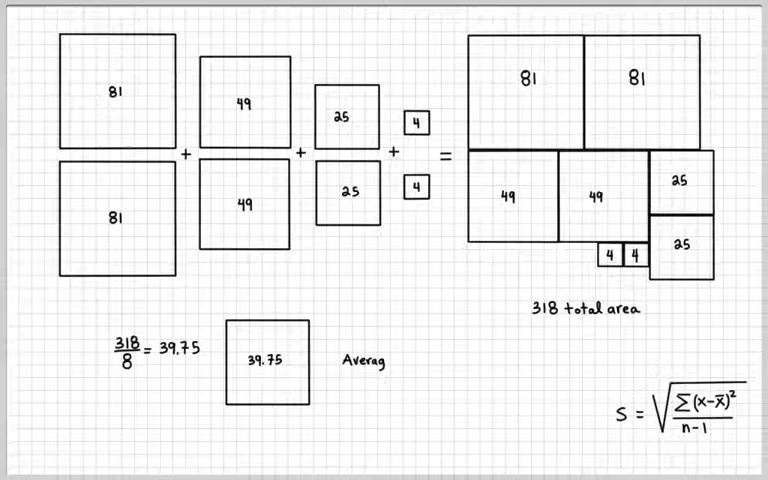 81 49 25 4
+ + + =
81 49 25 4
81 81
49 49 25
4 4 25
318 total area
318/8 = 39.75
39.75
Averag
S = √(∑(x-x̄)²/(n-1))